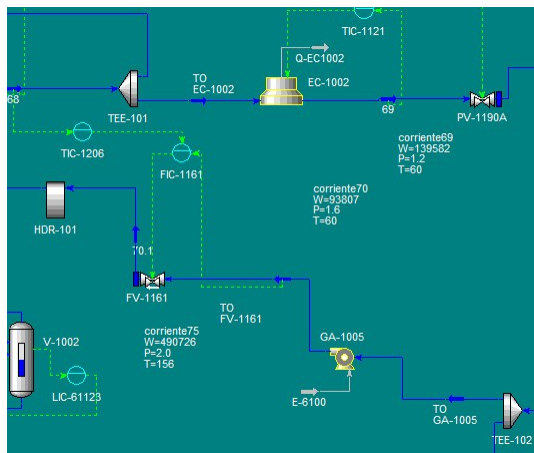 TIC-1121
Q-EC1002
TO
EC-1002
EC-1002
68
69
TEE-101
PV-1190A
TIC-1206
corriente69
W=139582
P=1.2
T=60
FIC-1161
corriente70
W=93807
P=1.6
T=60
HDR-101
70.1
FV-1161
TO
FV-1161
corriente75
W=490726
P=2.0
T=156
GA-1005
V-1002
LIC-61123
E-6100
TO
GA-1005
TEE-102